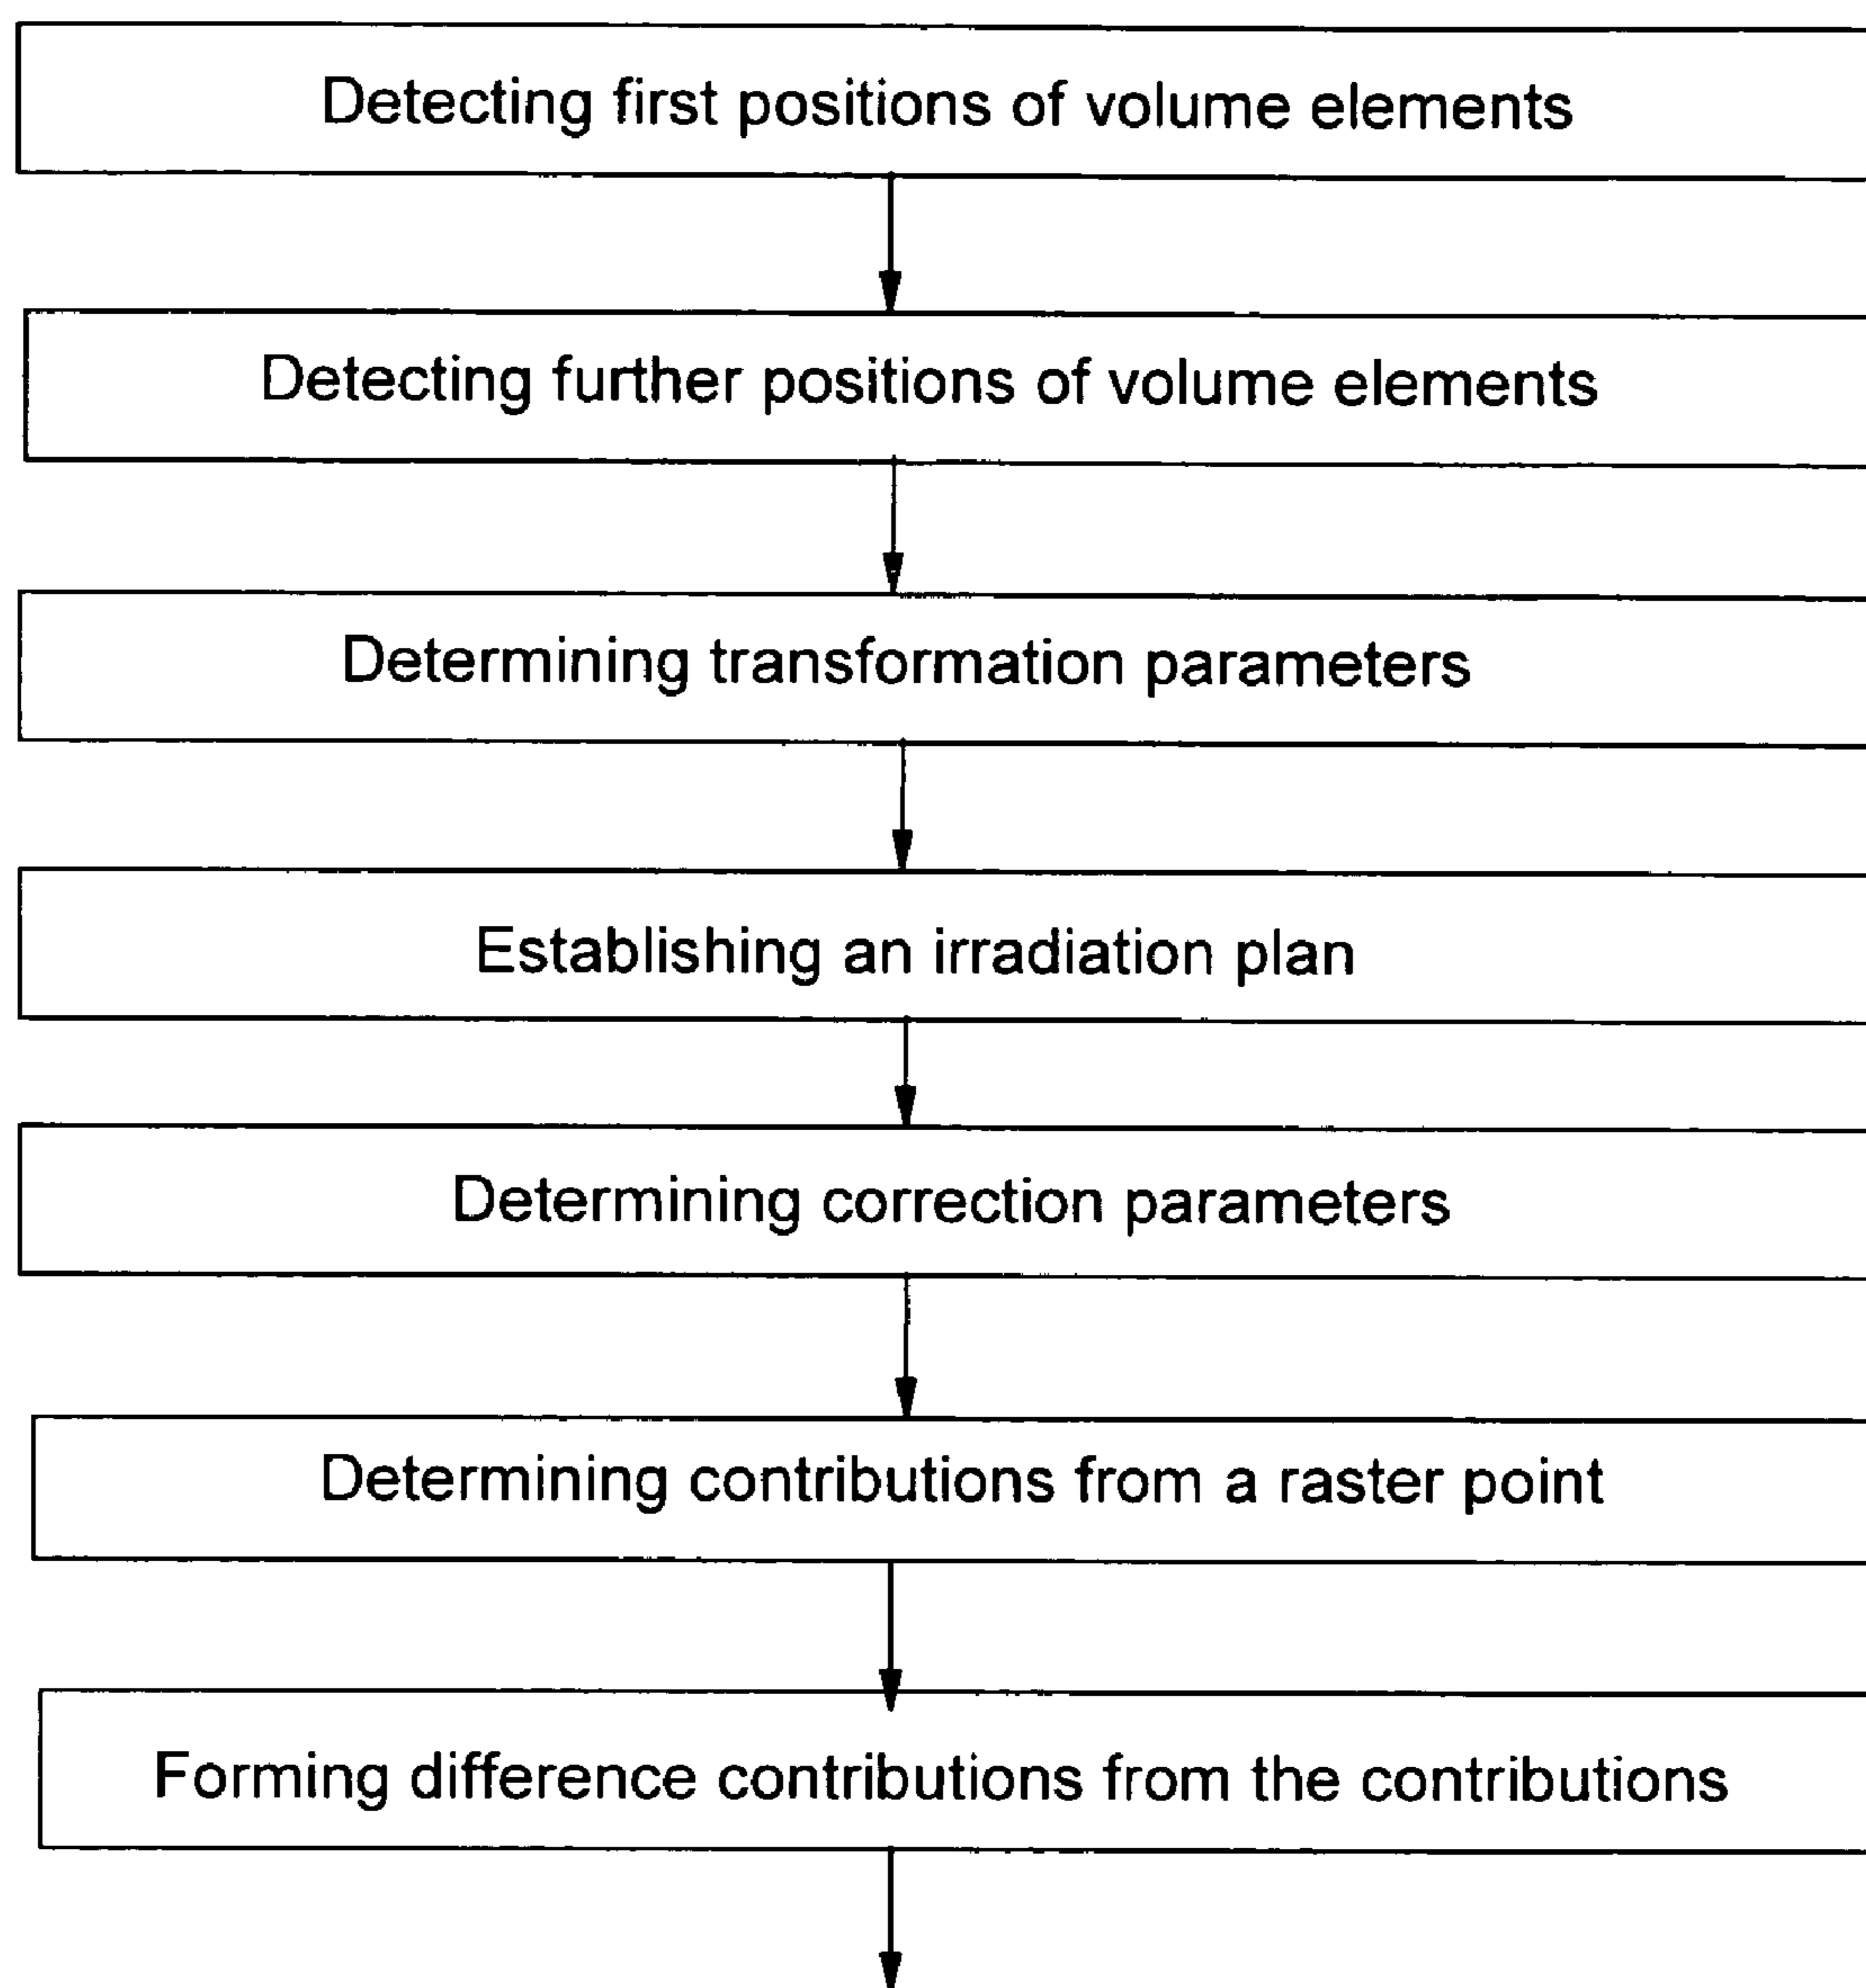 Detecting first positions of volume elements
Detecting further positions of volume elements
Determining transformation parameters
Establishing an irradiation plan
Determining correction parameters
Determining contributions from a raster point
Forming difference contributions from the contributions